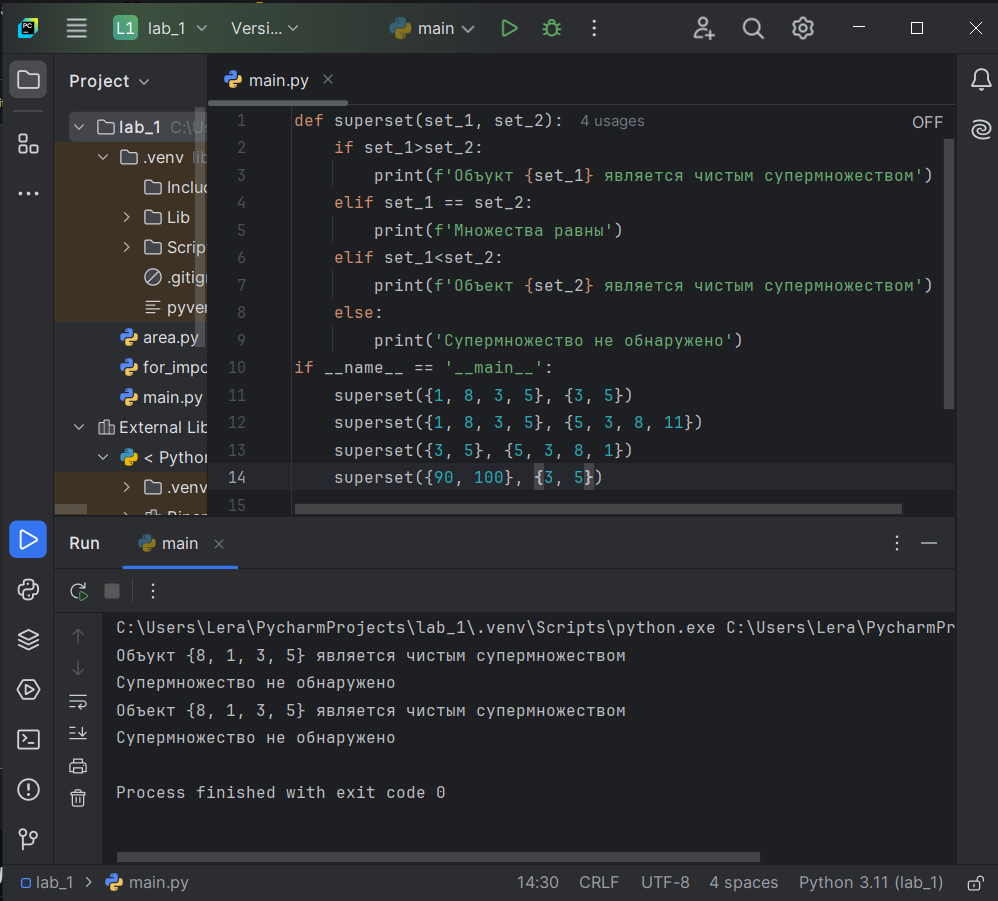 L1 lab_1 Versi... main
Project
main.py
lab_1 C:\Us
.venv lib
Includ
Lib
Scrip
.gitign
pyver
area.py
for_impo
main.py
External Lib
< Python
.venv
1 def superset(set_1, set_2): 4 usages
OFF
2 if set_1>set_2:
3 print(f'Объукт {set_1} является чистым супермножеством')
4 elif set_1 == set_2:
5 print(f'Множества равны')
6 elif set_1<set_2:
7 print(f'Объект {set_2} является чистым супермножеством')
8 else:
9 print('Супермножество не обнаружено')
10 if __name__ == '__main__':
11 superset({1, 8, 3, 5}, {3, 5})
12 superset({1, 8, 3, 5}, {5, 3, 8, 11})
13 superset({3, 5}, {5, 3, 8, 1})
14 superset({90, 100}, {3, 5})
15
Run main
C:\Users\Lera\PycharmProjects\lab_1\.venv\Scripts\python.exe C:\Users\Lera\PycharmPr
Объукт {8, 1, 3, 5} является чистым супермножеством
Супермножество не обнаружено
Объект {8, 1, 3, 5} является чистым супермножеством
Супермножество не обнаружено
Process finished with exit code 0
lab_1 > main.py 14:30 CRLF UTF-8 4 spaces Python 3.11 (lab_1)